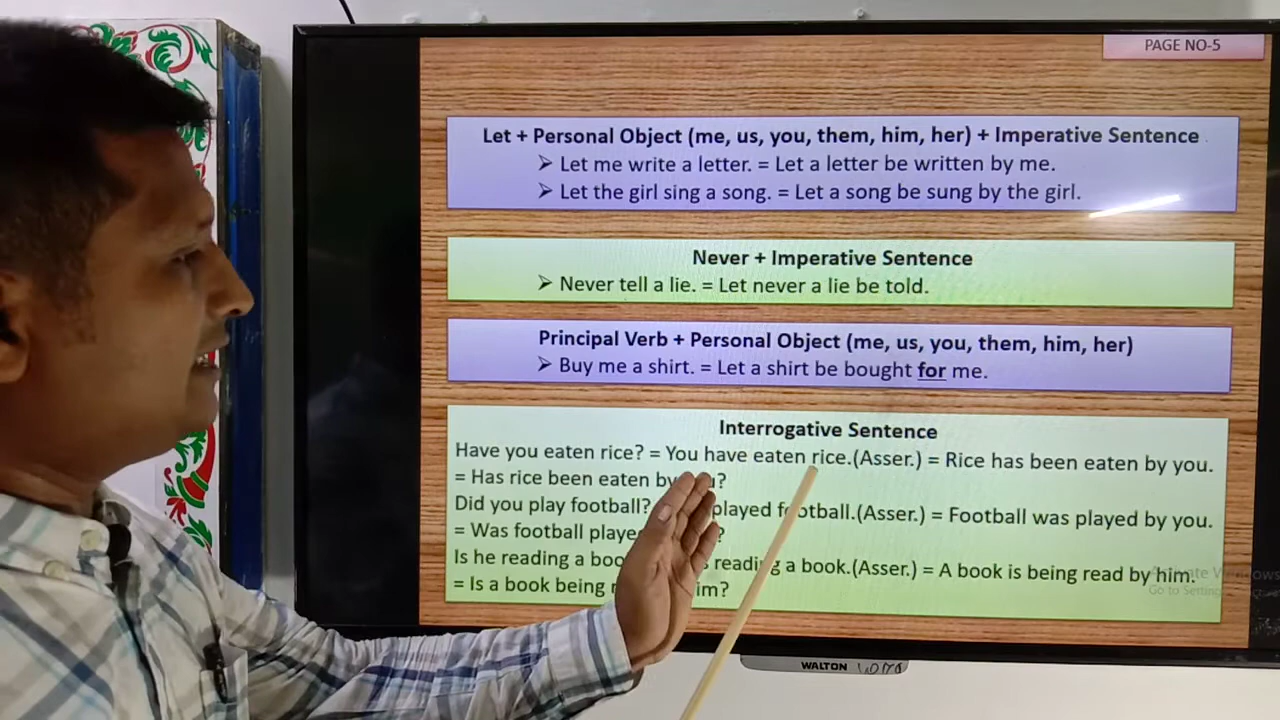 PAGE NO-5
Let + Personal Object (me, us, you, them, him, her) + Imperative Sentence
➢ Let me write a letter. = Let a letter be written by me.
➢ Let the girl sing a song. = Let a song be sung by the girl.
Never + Imperative Sentence
➢ Never tell a lie. = Let never a lie be told.
Principal Verb + Personal Object (me, us, you, them, him, her)
➢ Buy me a shirt. = Let a shirt be bought for me.
Interrogative Sentence
Have you eaten rice? = You have eaten rice.(Asser.) = Rice has been eaten by you.
= Has rice been eaten by ?
Did you play football? played football.(Asser.) = Football was played by you.
= Was football ?
Is he reading a reading a book.(Asser.) = A book is being read by him.
= Is a book being ?
Activate Windows
Go to Setting
WALTON